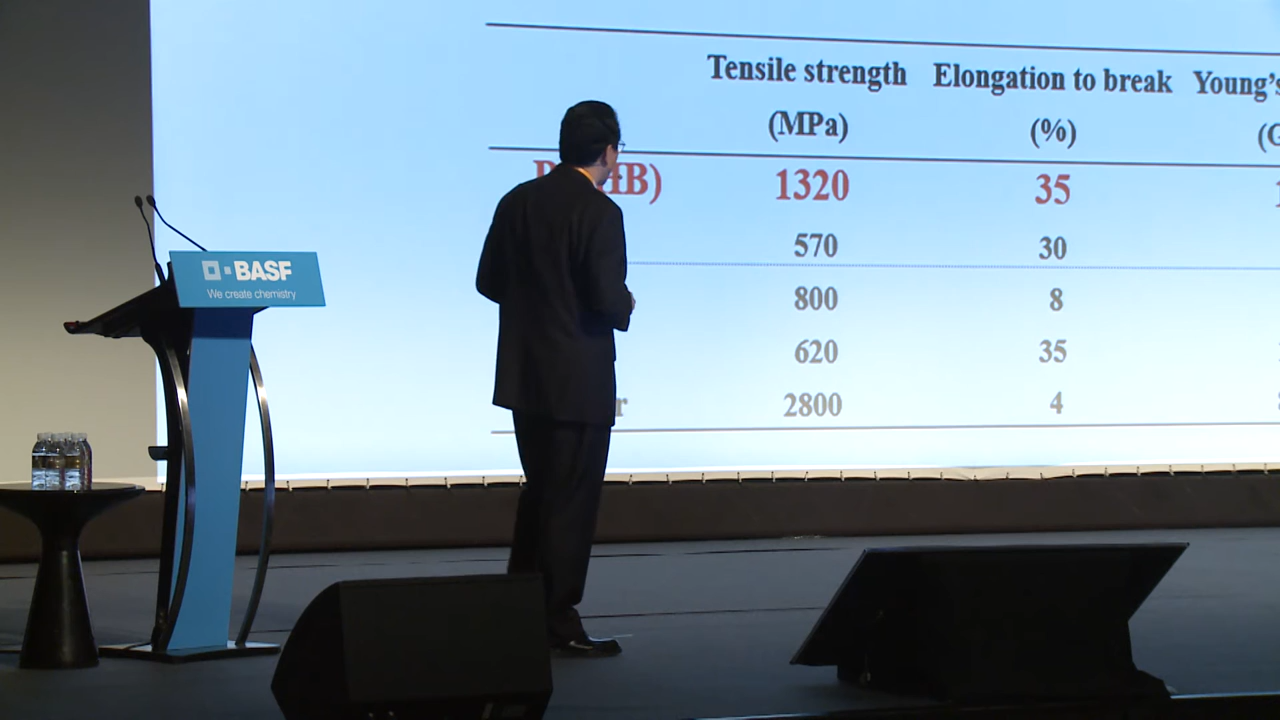 Tensile strength Elongation to break Young's
(MPa) (%)
1320 35
570 30
800 8
620 35
2800 4
BASF
We create chemistry